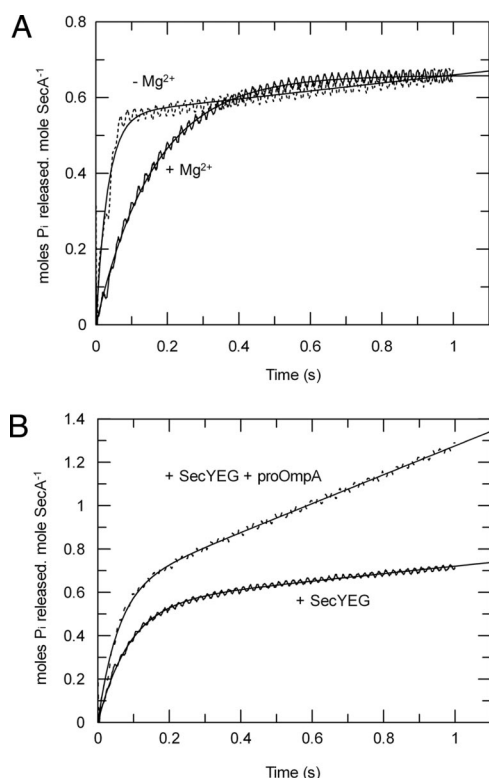 A
moles Pi released. mole SecA-1
0.8
0.6
0.4
0.2
0
- Mg2+
+ Mg2+
0 0.2 0.4 0.6 0.8 1
Time (s)
B
moles Pi released. mole SecA-1
1.4
1.2
1
0.8
0.6
0.4
0.2
0
+ SecYEG + proOmpA
+ SecYEG
0 0.2 0.4 0.6 0.8 1
Time (s)